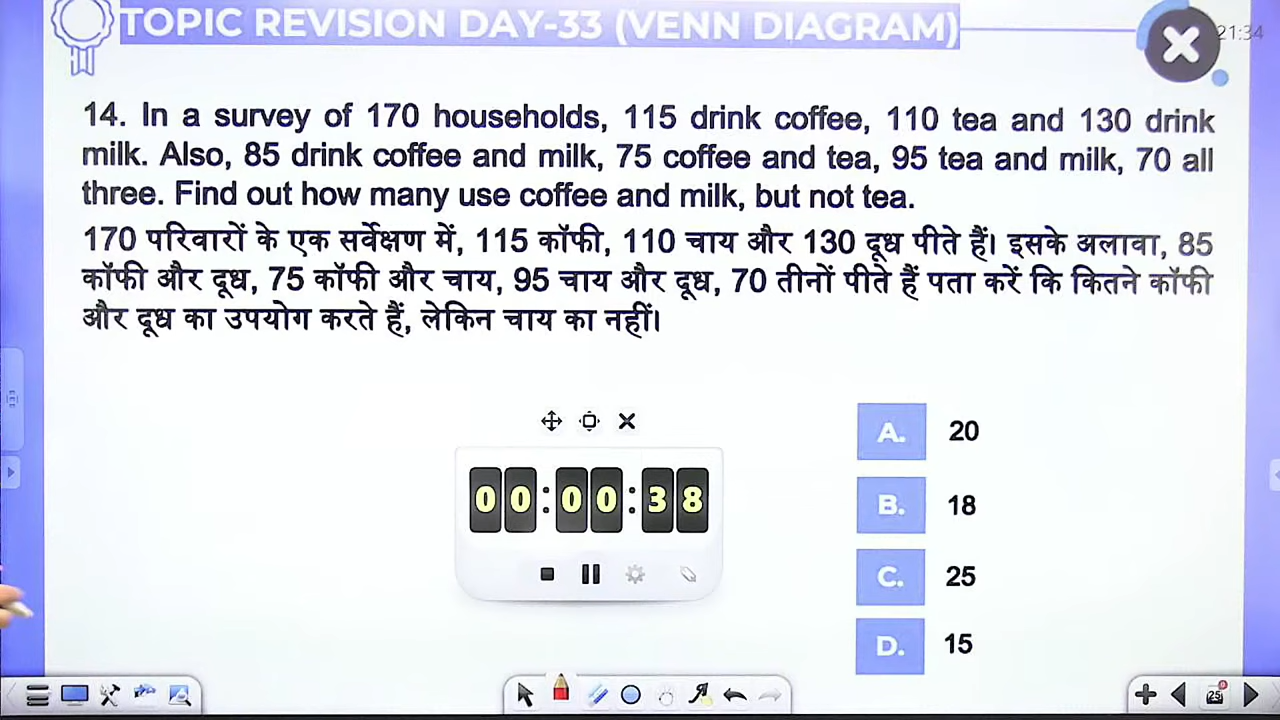 TOPIC REVISION DAY-33 (VENN DIAGRAM)
21:34
14. In a survey of 170 households, 115 drink coffee, 110 tea and 130 drink
milk. Also, 85 drink coffee and milk, 75 coffee and tea, 95 tea and milk, 70 all
three. Find out how many use coffee and milk, but not tea.
170 परिवारों के एक सर्वेक्षण में, 115 कॉफी, 110 चाय और 130 दूध पीते हैं। इसके अलावा, 85
कॉफी और दूध, 75 कॉफी और चाय, 95 चाय और दूध, 70 तीनों पीते हैं पता करें कि कितने कॉफी
और दूध का उपयोग करते हैं, लेकिन चाय का नहीं।
00:00:38
A. 20
B. 18
C. 25
D. 15
25